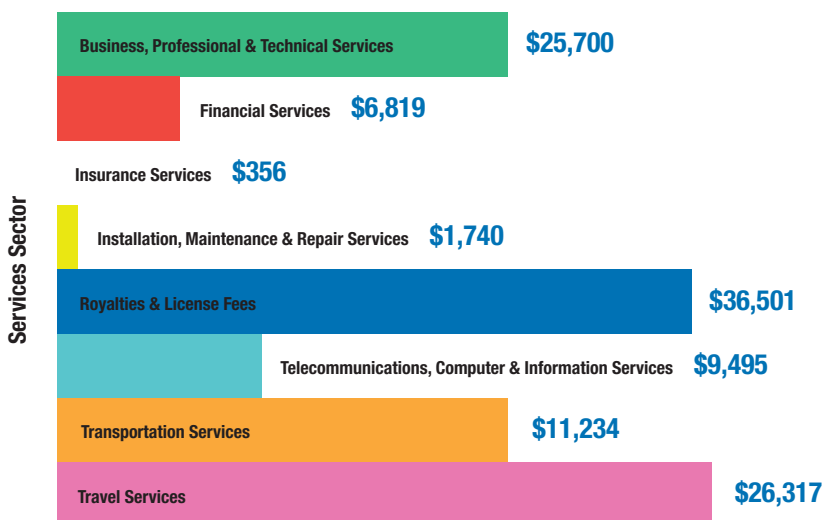 Services Sector
Business, Professional & Technical Services $25,700
Financial Services $6,819
Insurance Services $356
Installation, Maintenance & Repair Services $1,740
Royalties & License Fees $36,501
Telecommunications, Computer & Information Services $9,495
Transportation Services $11,234
Travel Services $26,317